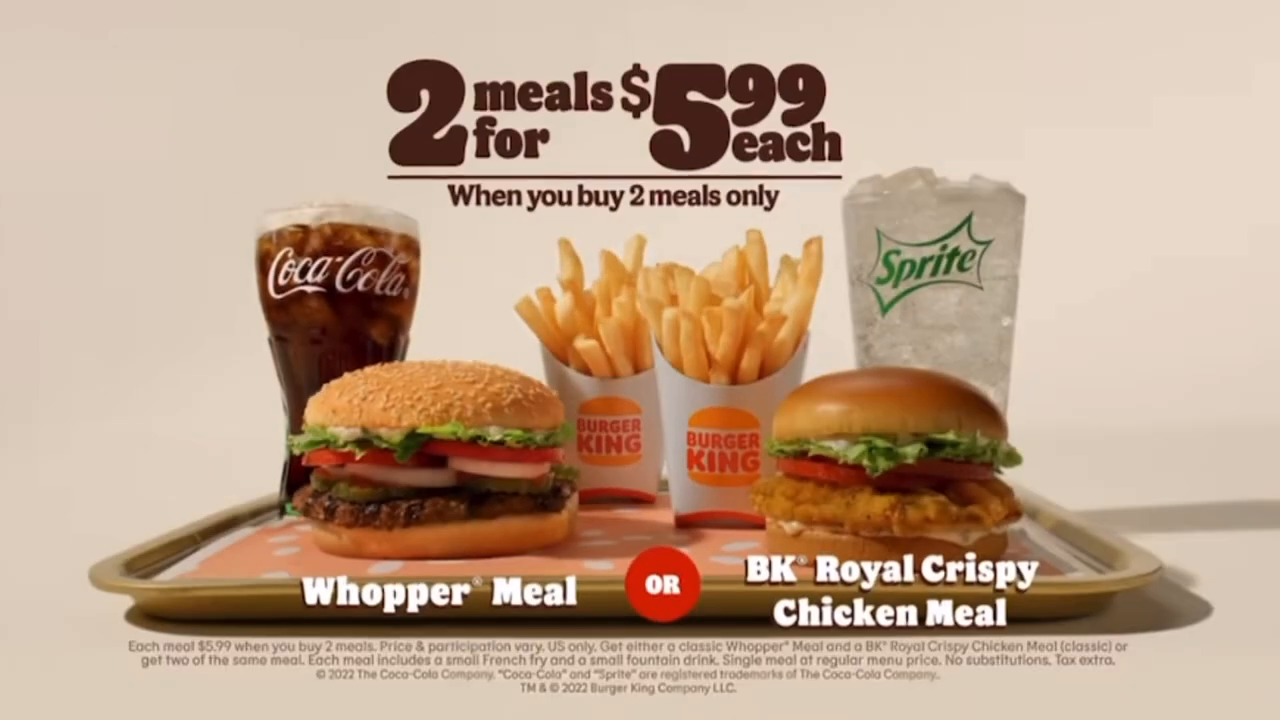 2 meals for $5.99 each
When you buy 2 meals only
Coca-Cola®
Sprite
BURGER
KING
BURGER
KING
Whopper® Meal
OR
BK® Royal Crispy
Chicken Meal
Each meal $5.99 when you buy 2 meals. Price & participation vary. US only. Get either a classic Whopper® Meal and a BK® Royal Crispy Chicken Meal (classic) or
get two of the same meal. Each meal includes a small French fry and a small fountain drink. Single meal at regular menu price. No substitutions. Tax extra.
© 2022 The Coca-Cola Company. "Coca-Cola" and "Sprite" are registered trademarks of The Coca-Cola Company.
TM & © 2022 Burger King Company LLC.